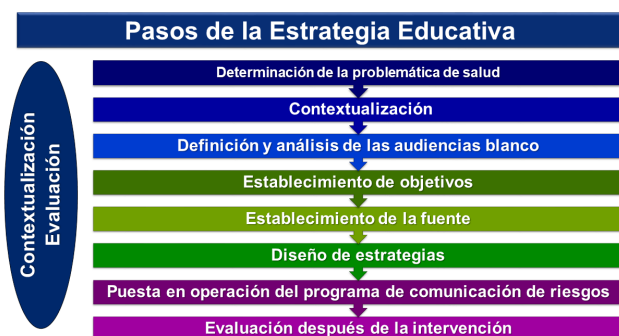 Pasos de la Estrategia Educativa
Contextualización
Evaluación
Determinación de la problemática de salud
Contextualización
Definición y análisis de las audiencias blanco
Establecimiento de objetivos
Establecimiento de la fuente
Diseño de estrategias
Puesta en operación del programa de comunicación de riesgos
Evaluación después de la intervención